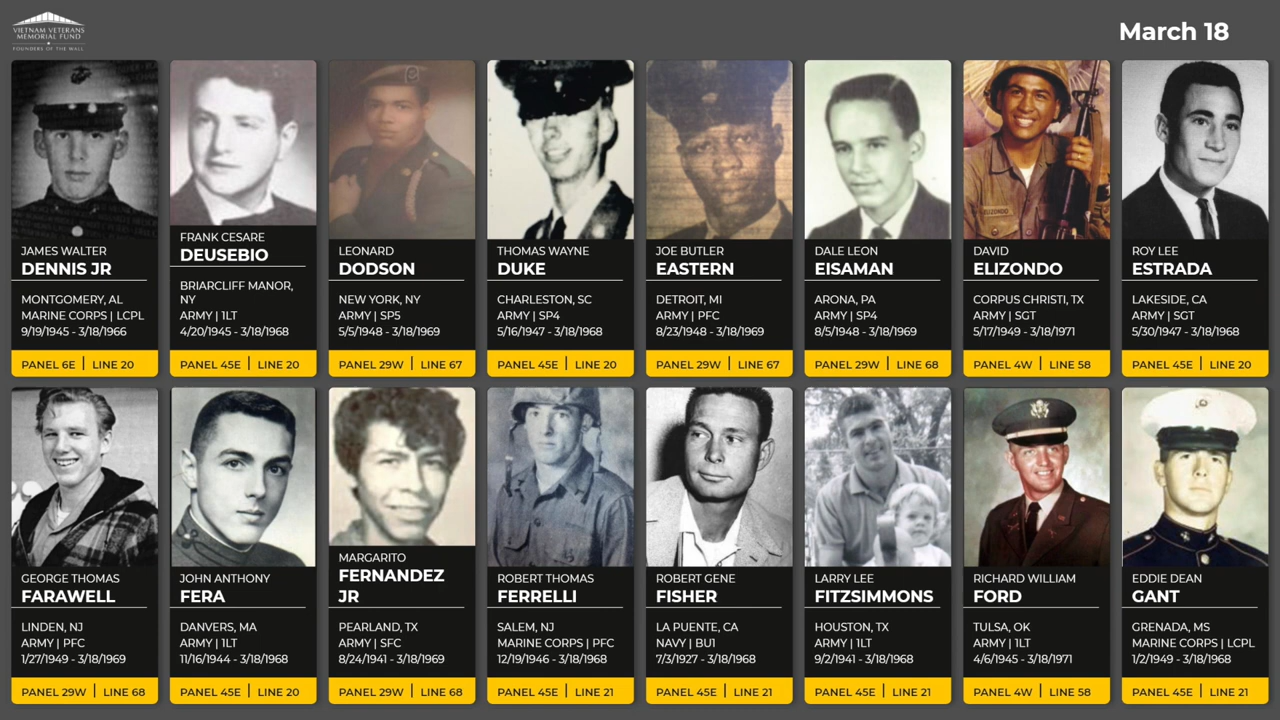 VIETNAM VETERANS
MEMORIAL FUND
FOUNDERS OF THE WALL
March 18
JAMES WALTER
DENNIS JR
MONTGOMERY, AL
MARINE CORPS | LCPL
9/19/1945 - 3/18/1966
PANEL 6E | LINE 20
FRANK CESARE
DEUSEBIO
BRIARCLIFF MANOR,
NY
ARMY | 1LT
4/20/1945 - 3/18/1968
PANEL 45E | LINE 20
LEONARD
DODSON
NEW YORK, NY
ARMY | SP5
5/5/1948 - 3/18/1969
PANEL 29W | LINE 67
THOMAS WAYNE
DUKE
CHARLESTON, SC
ARMY | SP4
5/16/1947 - 3/18/1968
PANEL 45E | LINE 20
JOE BUTLER
EASTERN
DETROIT, MI
ARMY | PFC
8/23/1948 - 3/18/1969
PANEL 29W | LINE 67
DALE LEON
EISAMAN
ARONA, PA
ARMY | SP4
8/5/1948 - 3/18/1969
PANEL 29W | LINE 68
ELIZONDO
DAVID
ELIZONDO
CORPUS CHRISTI, TX
ARMY | SGT
5/17/1949 - 3/18/1971
PANEL 4W | LINE 58
ROY LEE
ESTRADA
LAKESIDE, CA
ARMY | SGT
5/30/1947 - 3/18/1968
PANEL 45E | LINE 20
GEORGE THOMAS
FARAWELL
LINDEN, NJ
ARMY | PFC
1/27/1949 - 3/18/1969
PANEL 29W | LINE 68
JOHN ANTHONY
FERA
DANVERS, MA
ARMY | 1LT
11/16/1944 - 3/18/1968
PANEL 45E | LINE 20
MARGARITO
FERNANDEZ
JR
PEARLAND, TX
ARMY | SFC
8/24/1941 - 3/18/1969
PANEL 29W | LINE 68
ROBERT THOMAS
FERRELLI
SALEM, NJ
MARINE CORPS | PFC
12/19/1946 - 3/18/1968
PANEL 45E | LINE 21
ROBERT GENE
FISHER
LA PUENTE, CA
NAVY | BU1
7/3/1927 - 3/18/1968
PANEL 45E | LINE 21
LARRY LEE
FITZSIMMONS
HOUSTON, TX
ARMY | 1LT
9/2/1941 - 3/18/1968
PANEL 45E | LINE 21
RICHARD WILLIAM
FORD
TULSA, OK
ARMY | 1LT
4/6/1945 - 3/18/1971
PANEL 4W | LINE 58
EDDIE DEAN
GANT
GRENADA, MS
MARINE CORPS | LCPL
1/2/1949 - 3/18/1968
PANEL 45E | LINE 21